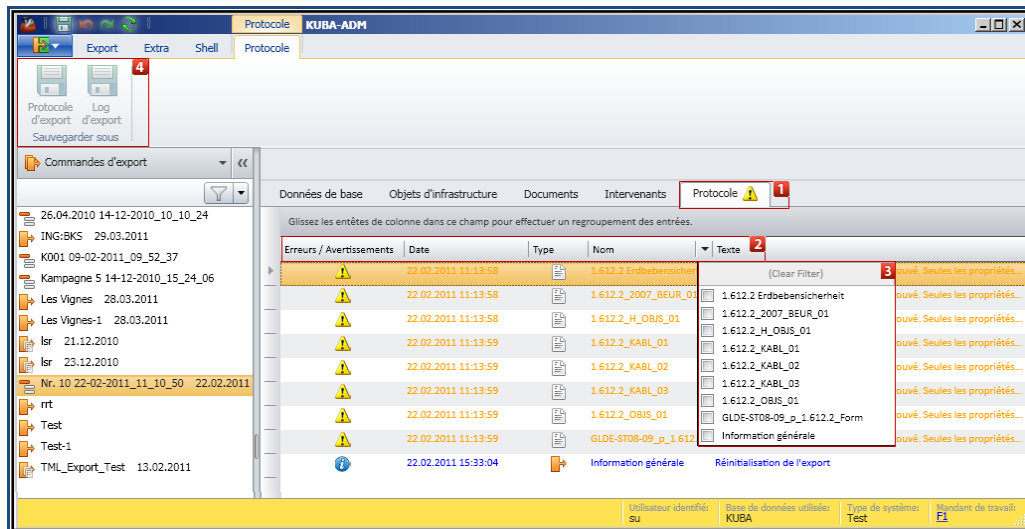 Protocole KUBA-ADM
Export Extra Shell Protocole
4
Protocole d'export
Log d'export
Sauvegarder sous
Commandes d'export
26.04.2010 14-12-2010_10_10_24
ING:BKS 29.03.2011
K001 09-02-2011_09_52_37
Kampagne 5 14-12-2010_15_24_06
Les Vignes 28.03.2011
Les Vignes-1 28.03.2011
lsr 21.12.2010
lsr 23.12.2010
Nr. 10 22-02-2011_11_10_50 22.02.2011
rrt
Test
Test-1
TML_Export_Test 13.02.2011
Données de base Objets d'infrastructure Documents Intervenants Protocole 1
Glissez les entêtes de colonne dans ce champ pour effectuer un regroupement des entrées.
Erreurs / Avertissements Date Type Nom Texte 2
22.02.2011 11:13:58 1.612.2 Erdbebensicher ouvé. Seules les propriétés...
22.02.2011 11:13:58 1.612.2_2007_BEUR_01 ouvé. Seules les propriétés...
22.02.2011 11:13:58 1.612.2_H_OBJS_01 ouvé. Seules les propriétés...
22.02.2011 11:13:59 1.612.2_KABL_01 ouvé. Seules les propriétés...
22.02.2011 11:13:59 1.612.2_KABL_02 ouvé. Seules les propriétés...
22.02.2011 11:13:59 1.612.2_KABL_03 ouvé. Seules les propriétés...
22.02.2011 11:13:59 1.612.2_OBJS_01 ouvé. Seules les propriétés...
22.02.2011 11:13:59 GLDE-ST08-09_p_1.612 ouvé. Seules les propriétés...
22.02.2011 15:33:04 Information générale Réinitialisation de l'export
(Clear Filter) 3
1.612.2 Erdbebensicherheit
1.612.2_2007_BEUR_01
1.612.2_H_OBJS_01
1.612.2_KABL_01
1.612.2_KABL_02
1.612.2_KABL_03
1.612.2_OBJS_01
GLDE-ST08-09_p_1.612.2_Form
Information générale
Utilisateur identifié: Base de données utilisée: Type de système: Mandant de travail:
su KUBA Test F1